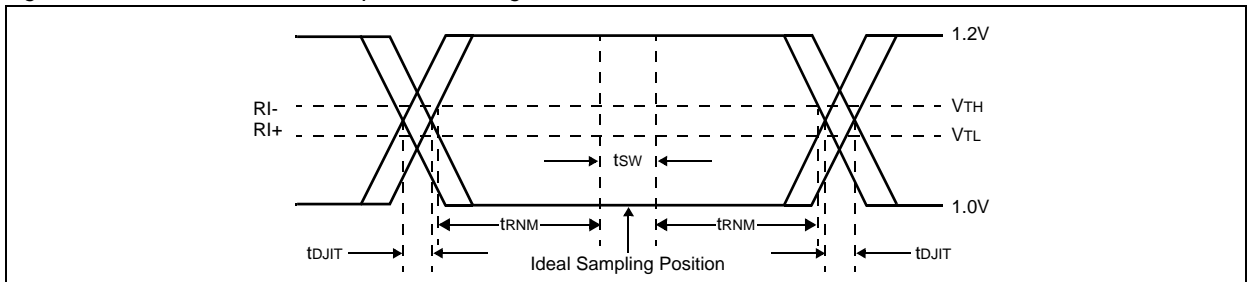 1.2V
RI-
VTH
RI+
VTL
tSW
1.0V
tRNM
tRNM
tDJIT
tDJIT
Ideal Sampling Position